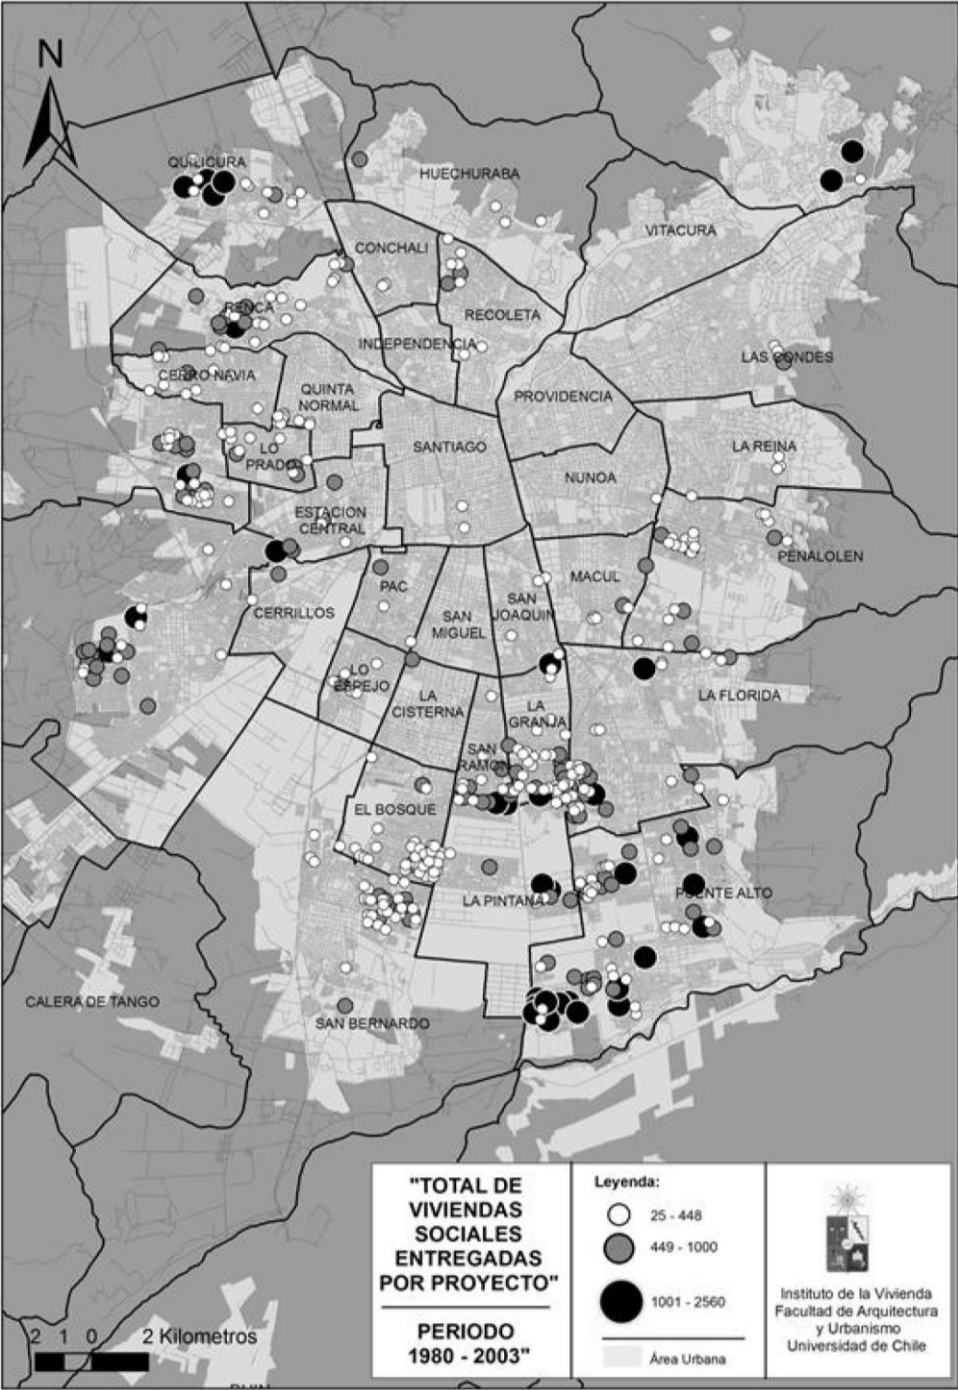 N
QUILICURA
HUECHURABA
VITACURA
CONCHALI
RENCA
RECOLETA
INDEPENDENCIA
LAS CONDES
CERRO NAVIA
QUINTA
NORMAL
PROVIDENCIA
SANTIAGO
LA REINA
LO
PRADO
NUNOA
ESTACION
CENTRAL
PENALOLEN
MACUL
PAC
CERRILLOS
SAN
JOAQUIN
SAN
MIGUEL
LO
ESPEJO
LA
CISTERNA
LA
GRANJA
LA FLORIDA
SAN
RAMON
EL BOSQUE
LA PINTANA
PUENTE ALTO
CALERA DE TANGO
SAN BERNARDO
"TOTAL DE
VIVIENDAS
SOCIALES
ENTREGADAS
POR PROYECTO"
PERIODO
1980 - 2003"
Leyenda:
25 - 448
449 - 1000
1001 - 2560
Área Urbana
Instituto de la Vivienda
Facultad de Arquitectura
y Urbanismo
Universidad de Chile
2 1 0 2 Kilometros